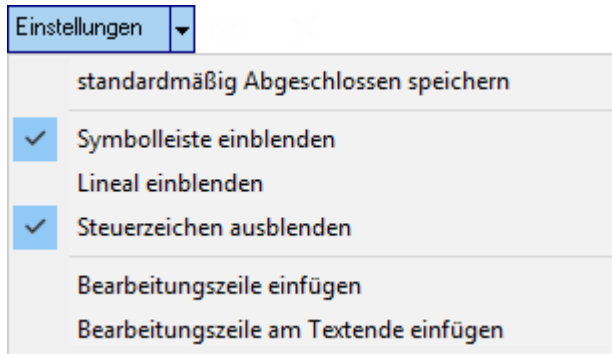 Einstellungen
standardmäßig Abgeschlossen speichern
Symbolleiste einblenden
Lineal einblenden
Steuerzeichen ausblenden
Bearbeitungszeile einfügen
Bearbeitungszeile am Textende einfügen